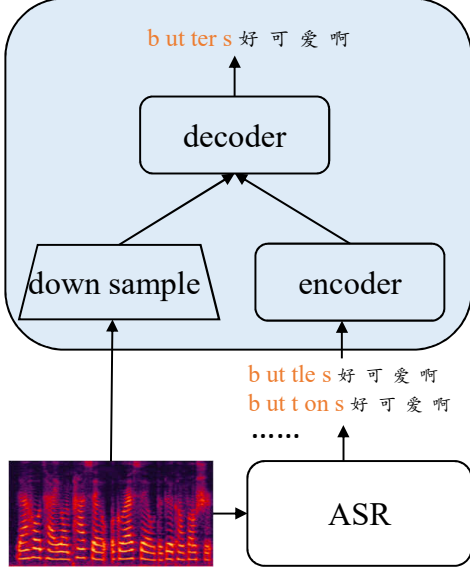 b ut ter s 好 可 爱 啊
decoder
down sample
encoder
b ut tle s 好 可 爱 啊
b ut t on s 好 可 爱 啊
……
ASR